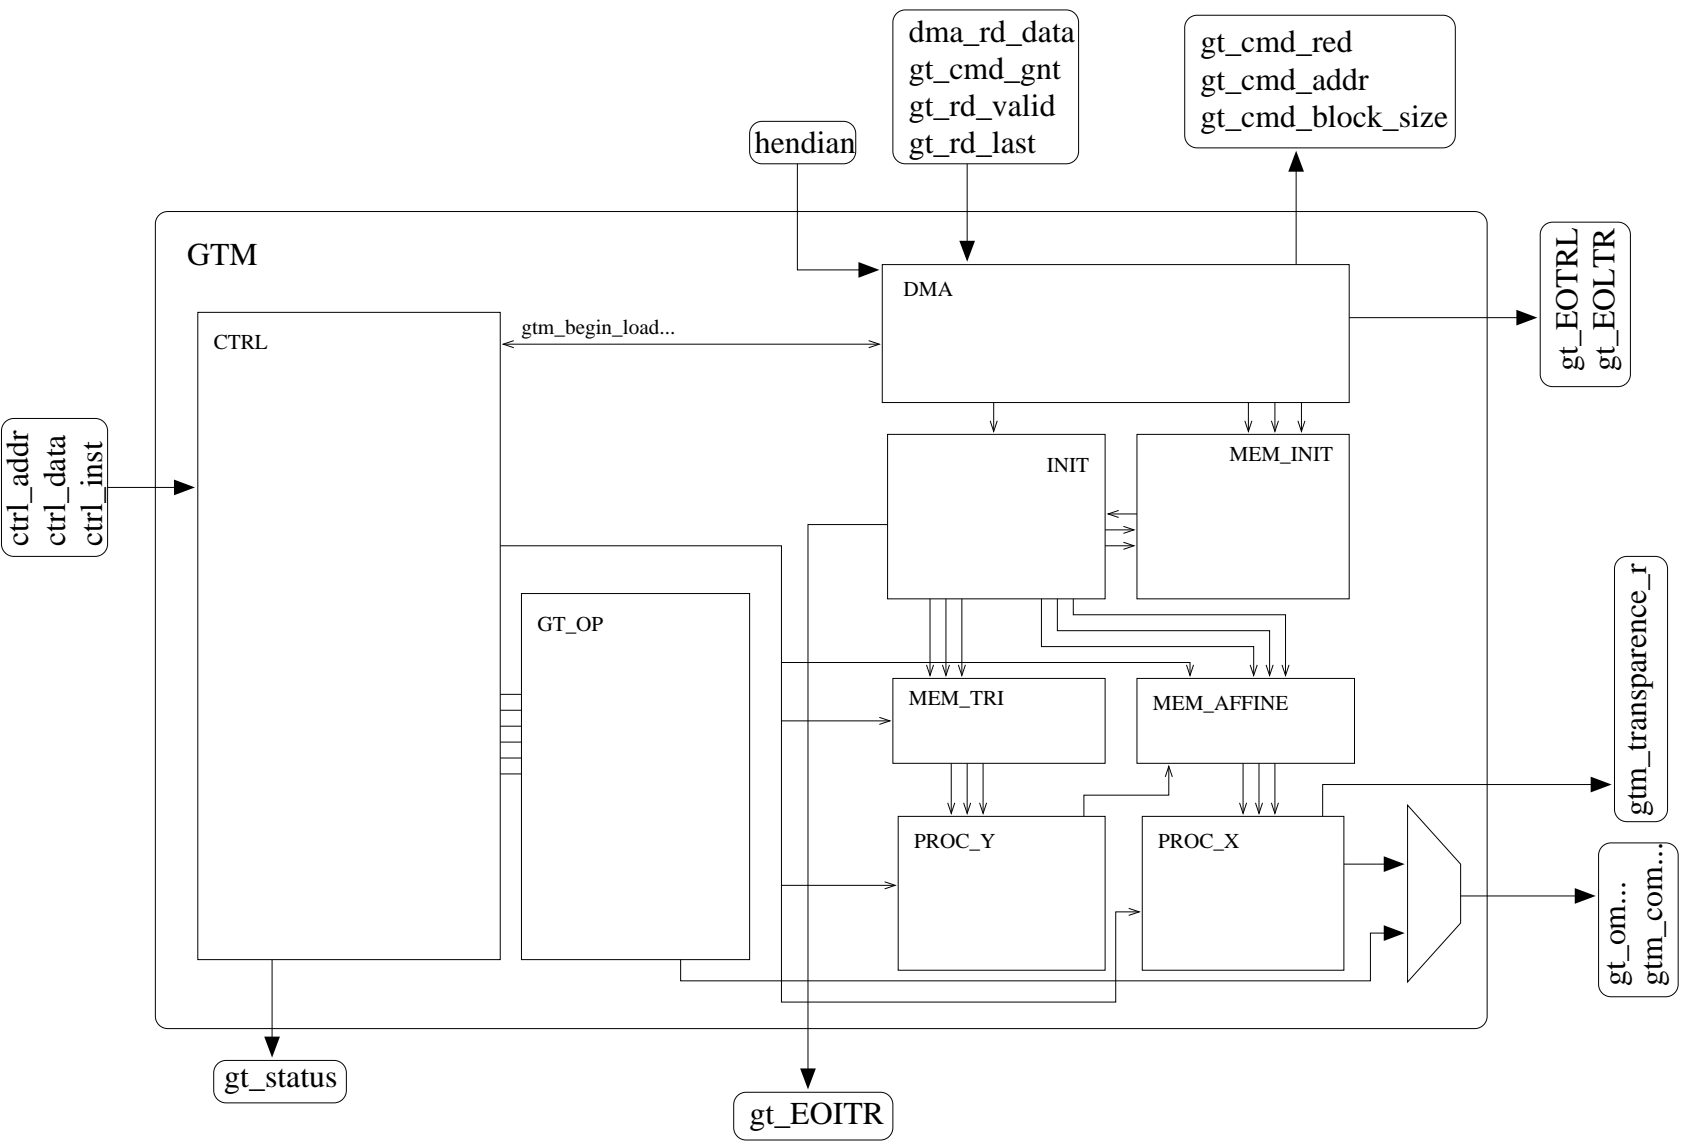 dma_rd_data
gt_cmd_gnt
gt_rd_valid
gt_rd_last
gt_cmd_red
gt_cmd_addr
gt_cmd_block_size
hendian
GTM
gt_EOTRL
gt_EOLTR
DMA
gtm_begin_load...
CTRL
ctrl_addr
ctrl_data
ctrl_inst
INIT
MEM_INIT
GT_OP
gtm_transparence_r
MEM_TRI
MEM_AFFINE
PROC_Y
PROC_X
gt_om...
gtm_com...
gt_status
gt_EOITR